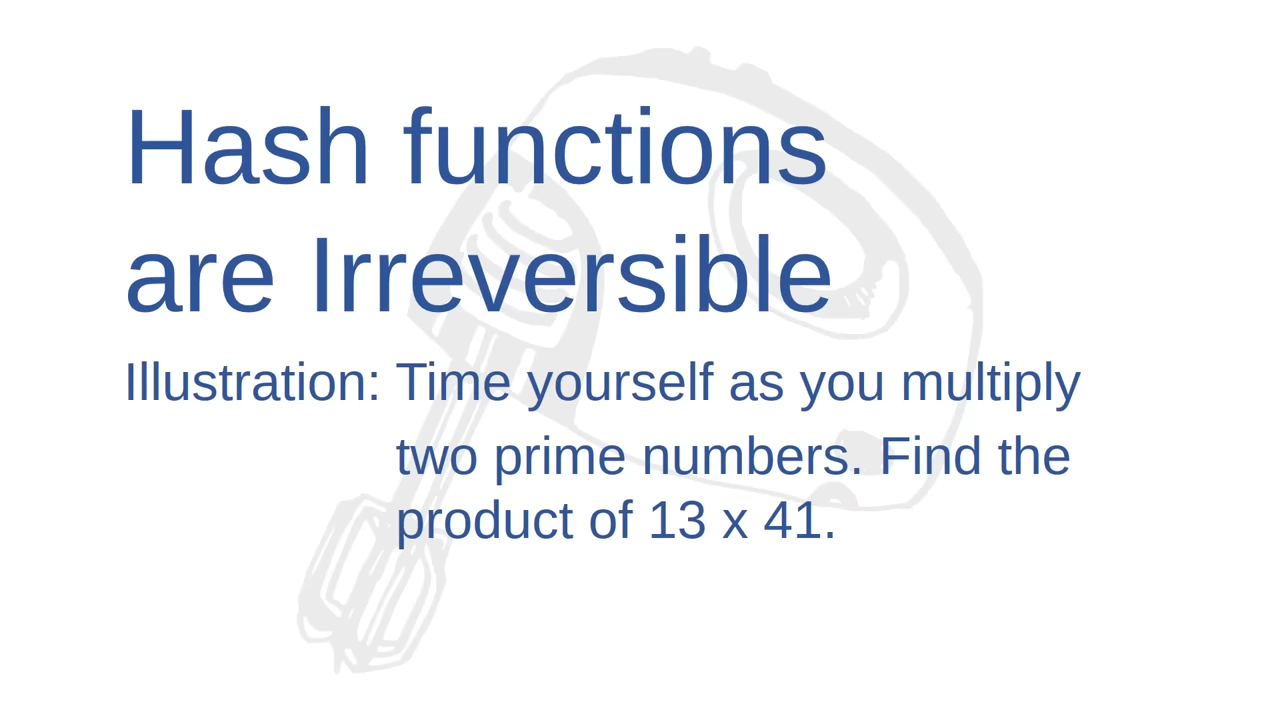 Hash functions
are Irreversible
Illustration: Time yourself as you multiply
two prime numbers. Find the
product of 13 x 41.